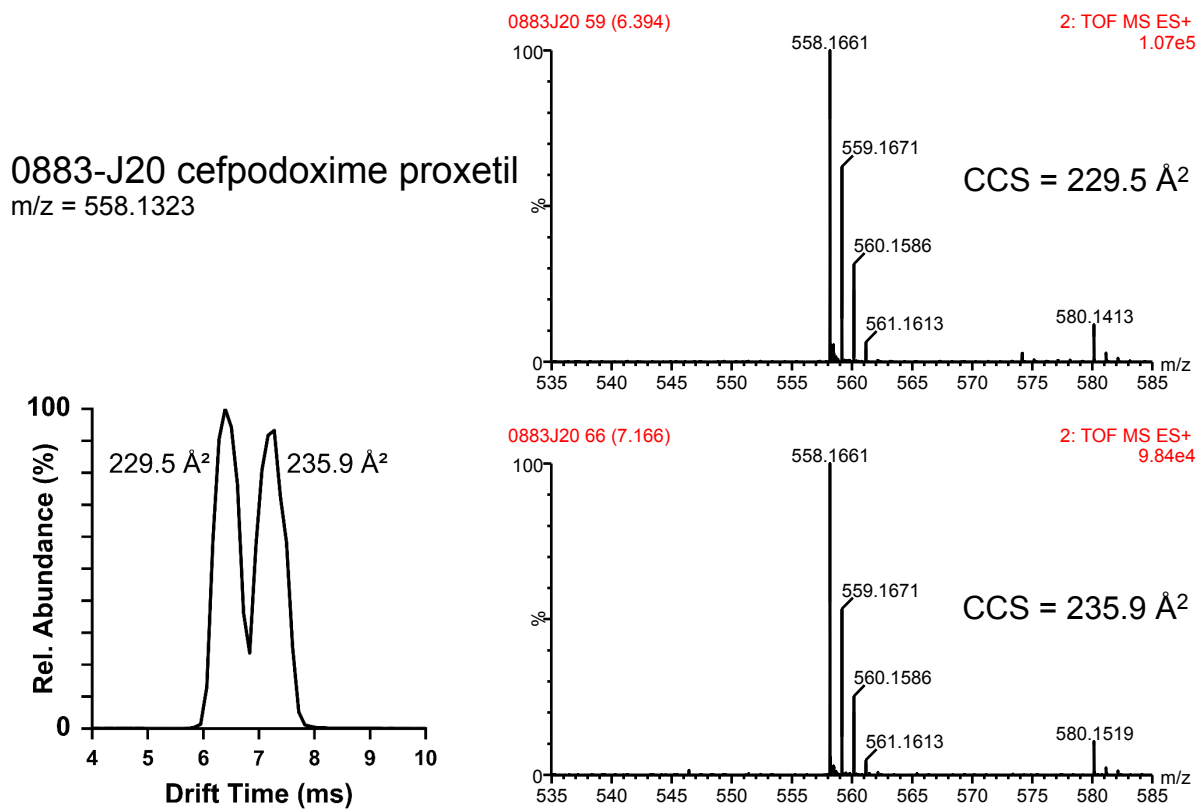 0883-J20 cefpodoxime proxetil
m/z = 558.1323
0883J20 59 (6.394)
2: TOF MS ES+
1.07e5
100
%
0
558.1661
559.1671
560.1586
561.1613
580.1413
CCS = 229.5 Å²
535 540 545 550 555 560 565 570 575 580 585
m/z
100
0
Rel. Abundance (%)
229.5 Å²
235.9 Å²
4 5 6 7 8 9 10
Drift Time (ms)
0883J20 66 (7.166)
2: TOF MS ES+
9.84e4
100
%
0
558.1661
559.1671
560.1586
561.1613
580.1519
CCS = 235.9 Å²
535 540 545 550 555 560 565 570 575 580 585
m/z